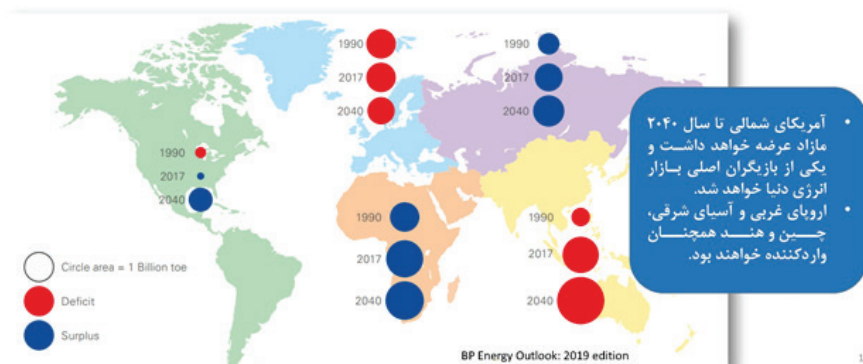 1990
2017
2040
1990
2017
2040
1990
2017
2040
1990
2017
2040
1990
2017
2040
Circle area = 1 Billion toe
Deficit
Surplus
BP Energy Outlook: 2019 edition
• آمریکای شمالی تا سال ۲۰۴۰
مازاد عرضه خواهد داشت و
یکی از بازیگران اصلی بازار
انرژی دنیا خواهد شد.
• اروپای غربی و آسیای شرقی،
چین و هند همچنان
واردکننده خواهند بود.
1